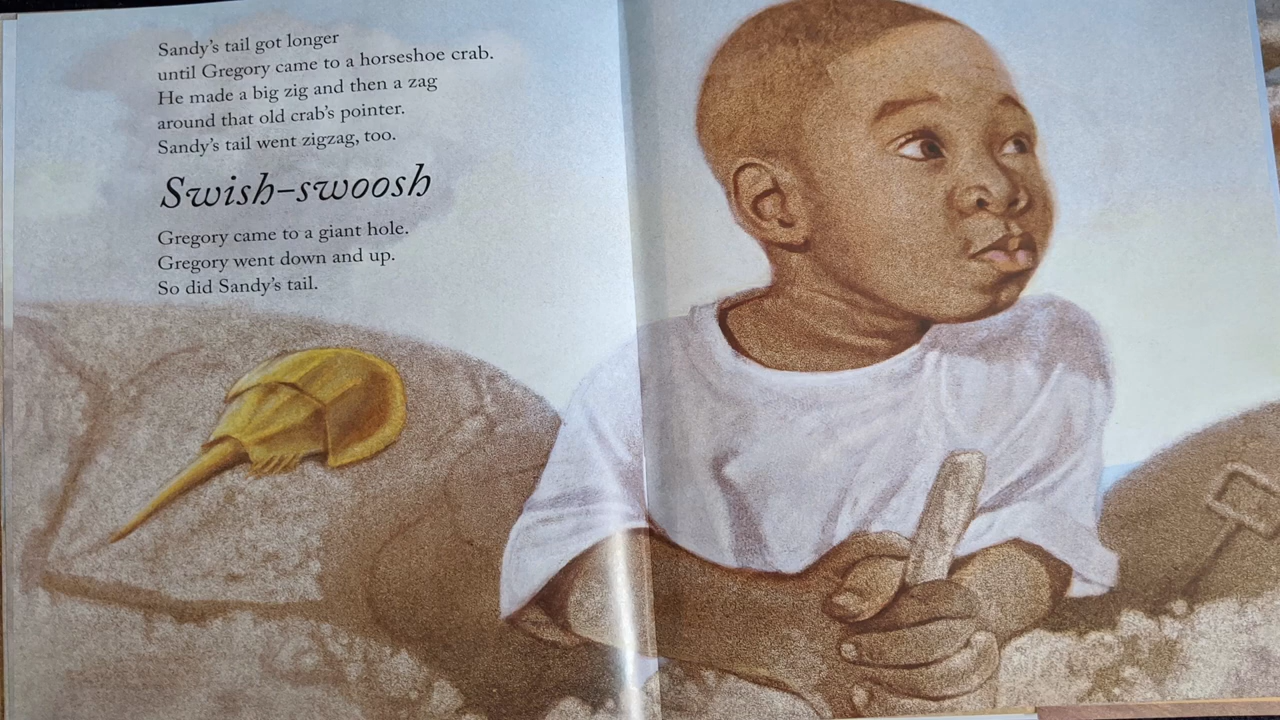 Sandy's tail got longer
until Gregory came to a horseshoe crab.
He made a big zig and then a zag
around that old crab's pointer.
Sandy's tail went zigzag, too.
Swish–swoosh
Gregory came to a giant hole.
Gregory went down and up.
So did Sandy's tail.